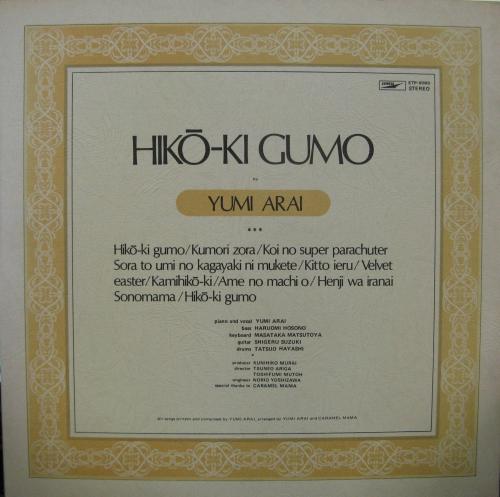 ETP-9083
STEREO
HIKŌ-KI GUMO
by
YUMI ARAI
Hikō-ki gumo/Kumori zora/Koi no super parachuter
Sora to umi no kagayaki ni mukete/Kitto ieru/Velvet
easter/Kamihikō-ki/Ame no machi o/Henji wa iranai
Sonomama/Hikō-ki gumo
piano and vocal YUMI ARAI
bass HARUOMI HOSONO
keyboard MASATAKA MATSUTOYA
guitar SHIGERU SUZUKI
drums TATSUO HAYASHI
producer KUNIHIKO MURAI
director TSUNEO ARIGA
TOSHIFUMI MUTOH
engineer NORIO YOSHIZAWA
special thanks to CARAMEL MAMA
All songs written and composed by YUMI ARAI, arranged by YUMI ARAI and CARAMEL MAMA